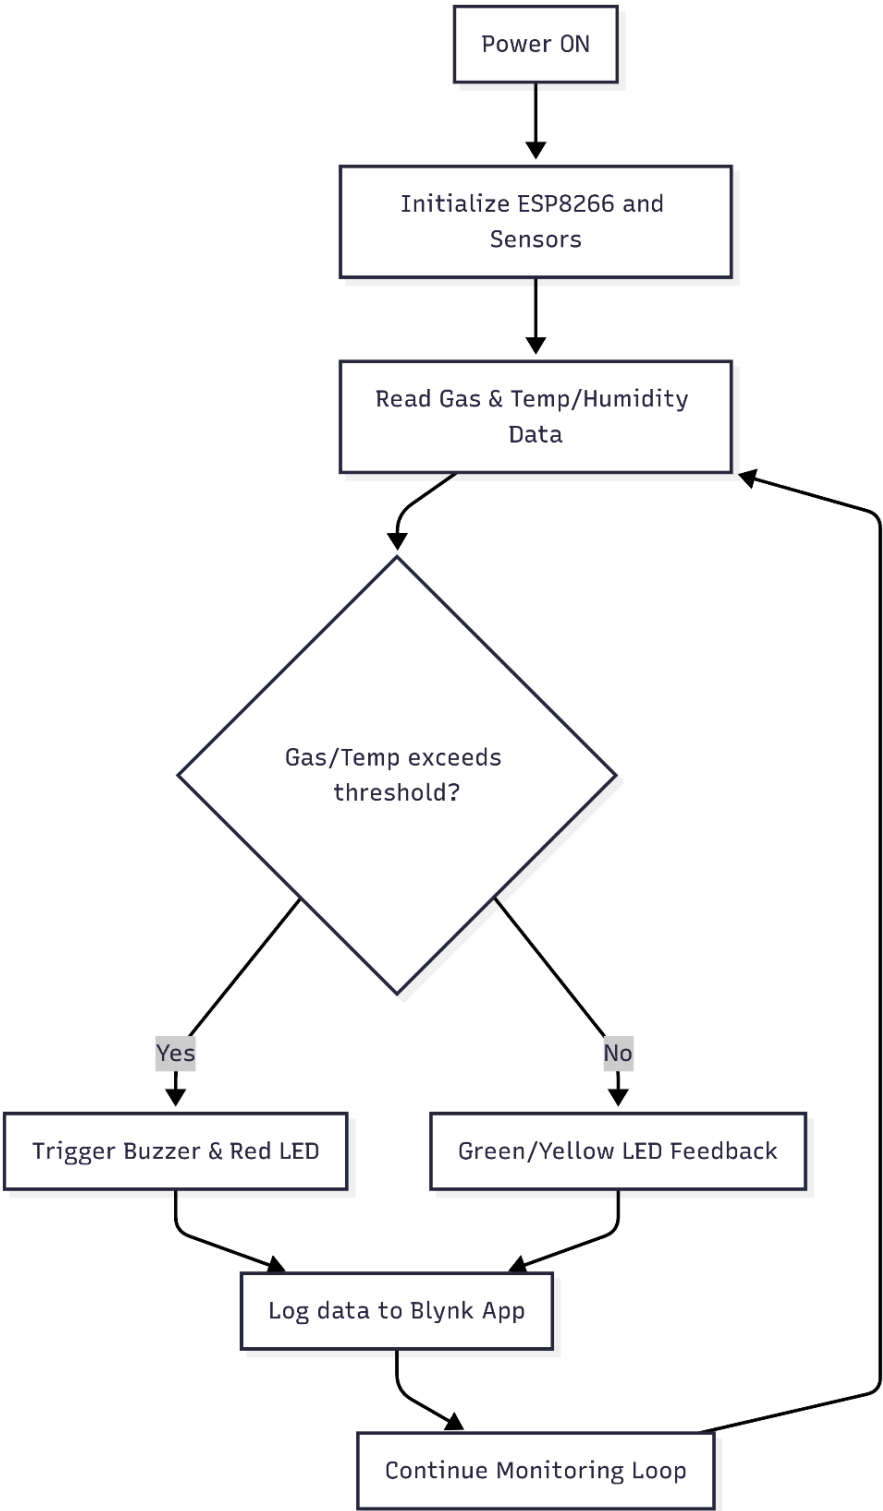 Power ON
Initialize ESP8266 and
Sensors
Read Gas & Temp/Humidity
Data
Gas/Temp exceeds
threshold?
Yes
No
Trigger Buzzer & Red LED
Green/Yellow LED Feedback
Log data to Blynk App
Continue Monitoring Loop